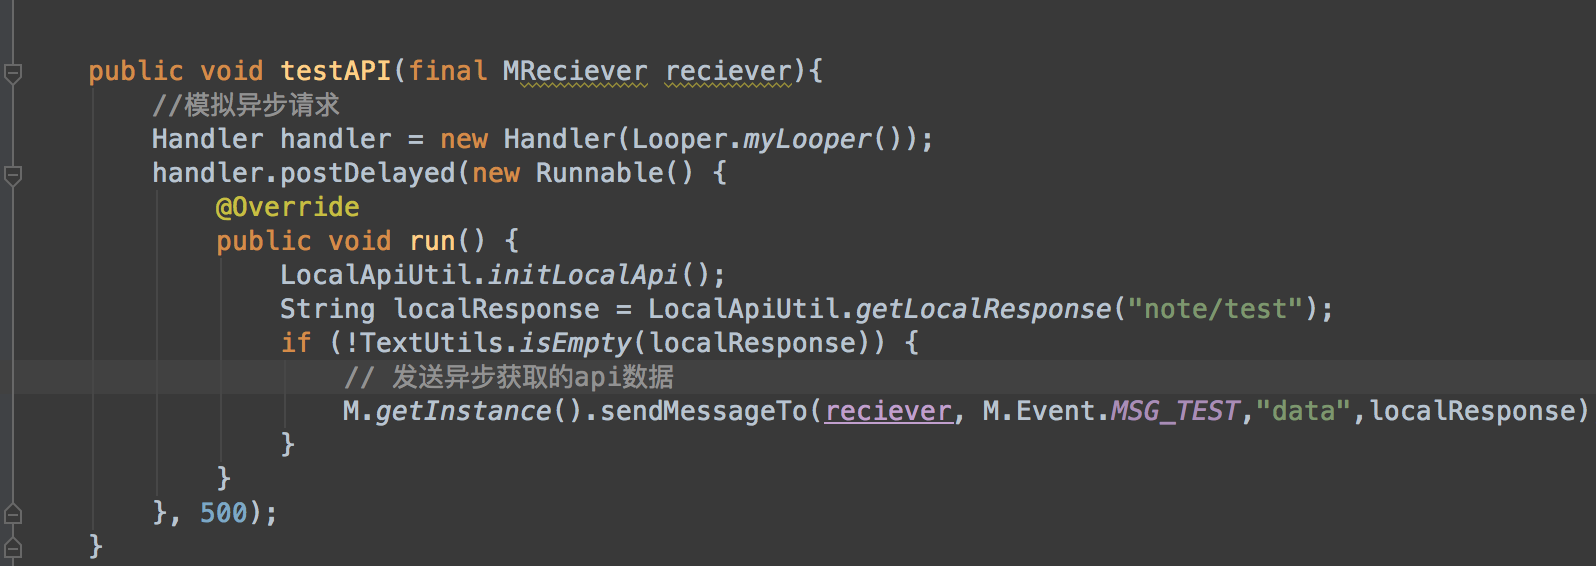 public void testAPI(final MReciever reciever){
//模拟异步请求
Handler handler = new Handler(Looper.myLooper());
handler.postDelayed(new Runnable() {
@Override
public void run() {
LocalApiUtil.initLocalApi();
String localResponse = LocalApiUtil.getLocalResponse("note/test");
if (!TextUtils.isEmpty(localResponse)) {
// 发送异步获取的api数据
M.getInstance().sendMessageTo(reciever, M.Event.MSG_TEST,"data",localResponse)
}
}
}, 500);
}